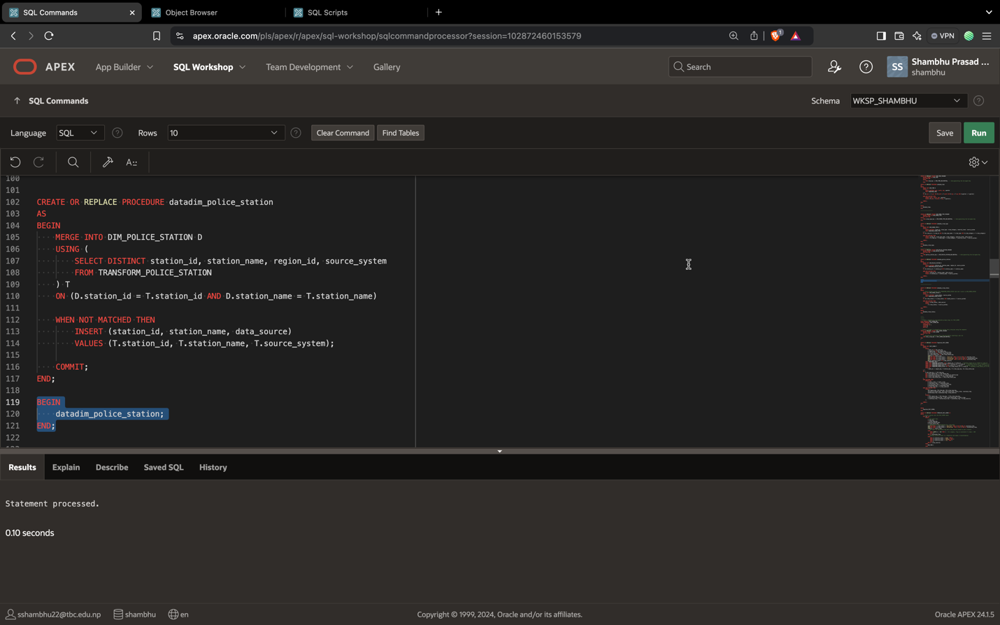 SQL Commands
Object Browser
SQL Scripts
apex.oracle.com/pls/apex/r/apex/sql-workshop/sqlcommandprocessor?session=102872460153579
1
VPN
APEX
App Builder
SQL Workshop
Team Development
Gallery
Search
SS
Shambhu Prasad ...
shambhu
SQL Commands
Schema
WKSP_SHAMBHU
Language
SQL
Rows
10
Clear Command
Find Tables
Save
Run
100
101
102 CREATE OR REPLACE PROCEDURE datadim_police_station
103 AS
104 BEGIN
105 MERGE INTO DIM_POLICE_STATION D
106 USING (
107 SELECT DISTINCT station_id, station_name, region_id, source_system
108 FROM TRANSFORM_POLICE_STATION
109 ) T
110 ON (D.station_id = T.station_id AND D.station_name = T.station_name)
111
112 WHEN NOT MATCHED THEN
113 INSERT (station_id, station_name, data_source)
114 VALUES (T.station_id, T.station_name, T.source_system);
115
116 COMMIT;
117 END;
118
119 BEGIN
120 datadim_police_station;
121 END;
122
Results
Explain
Describe
Saved SQL
History
Statement processed.
0.10 seconds
sshambhu22@tbc.edu.np
shambhu
en
Copyright © 1999, 2024, Oracle and/or its affiliates.
Oracle APEX 24.1.5